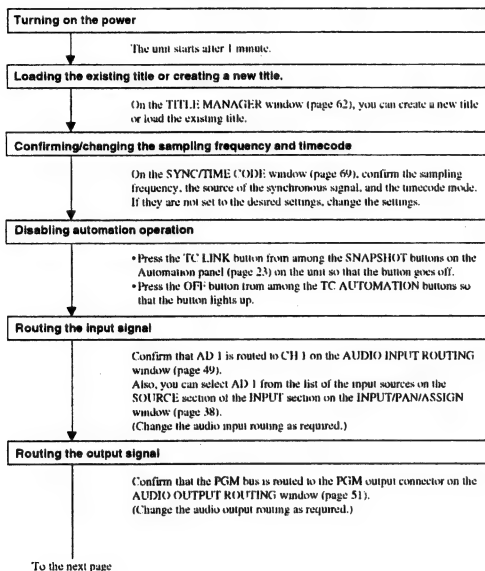 Turning on the power
The unit starts after 1 minute.
Loading the existing title or creating a new title.
On the TITLE MANAGER window (page 62), you can create a new title
or load the existing title.
Confirming/changing the sampling frequency and timecode
On the SYNC/TIME CODE window (page 69), confirm the sampling
frequency, the source of the synchronous signal, and the timecode mode.
If they are not set to the desired settings, change the settings.
Disabling automation operation
• Press the TC LINK button from among the SNAPSHOT buttons on the
Automation panel (page 23) on the unit so that the button goes off.
• Press the OFF button from among the TC AUTOMATION buttons so
that the button lights up.
Routing the input signal
Confirm that AD 1 is routed to CH 1 on the AUDIO INPUT ROUTING
window (page 49).
Also, you can select AD 1 from the list of the input sources on the
SOURCE section of the INPUT section on the INPUT/PAN/ASSIGN
window (page 38).
(Change the audio input routing as required.)
Routing the output signal
Confirm that the PGM bus is routed to the PGM output connector on the
AUDIO OUTPUT ROUTING window (page 51).
(Change the audio output routing as required.)
To the next page